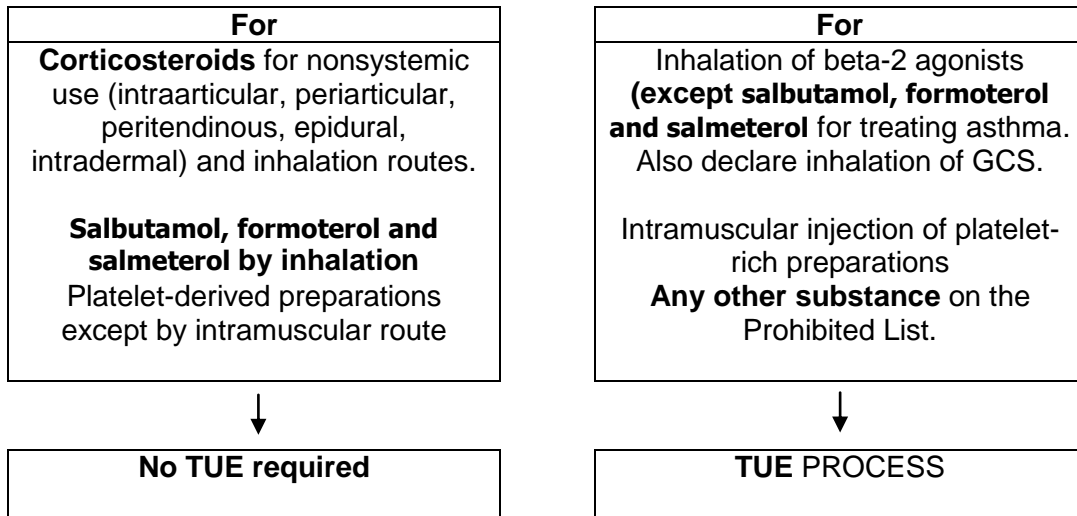 For
Corticosteroids for nonsystemic
use (intraarticular, periarticular,
peritendinous, epidural,
intradermal) and inhalation routes.
Salbutamol, formoterol and
salmeterol by inhalation
Platelet-derived preparations
except by intramuscular route
No TUE required
For
Inhalation of beta-2 agonists
(except salbutamol, formoterol
and salmeterol for treating asthma.
Also declare inhalation of GCS.
Intramuscular injection of platelet-
rich preparations
Any other substance on the
Prohibited List.
TUE PROCESS